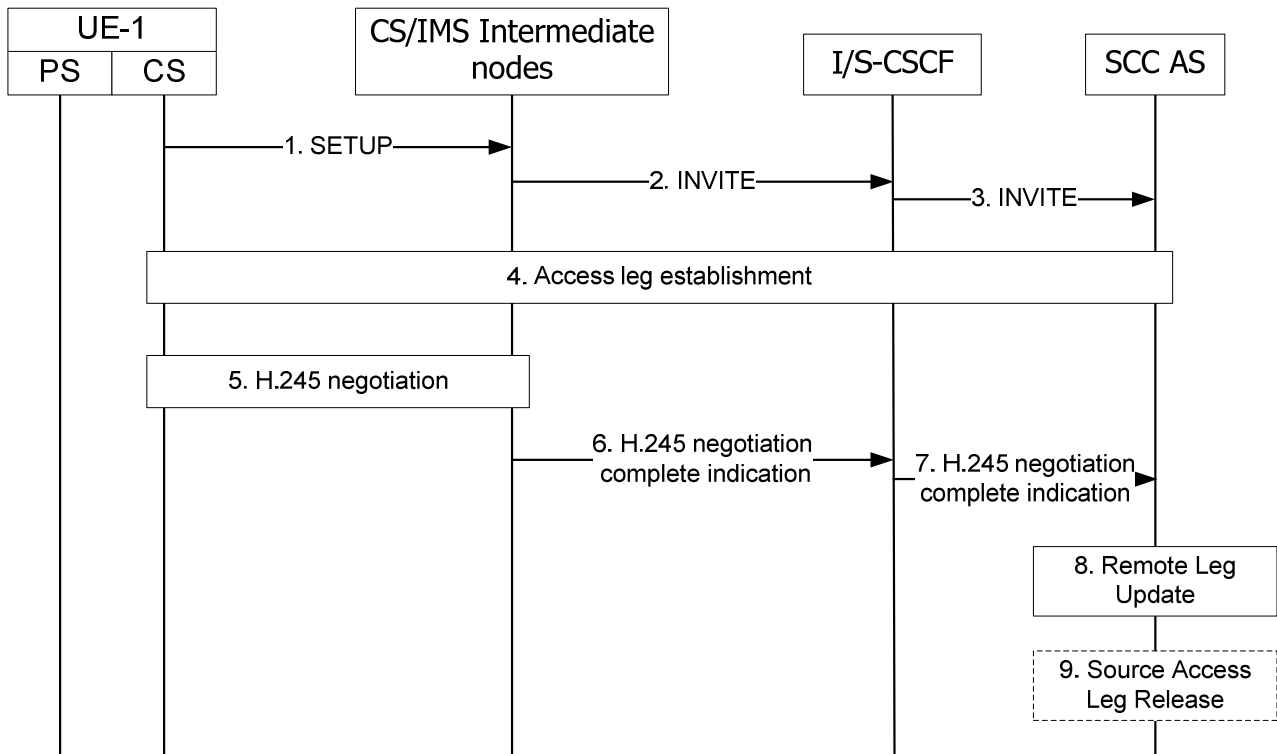 UE-1
PS
CS
CS/IMS Intermediate
nodes
I/S-CSCF
SCC AS
1. SETUP
2. INVITE
3. INVITE
4. Access leg establishment
5. H.245 negotiation
6. H.245 negotiation
complete indication
7. H.245 negotiation
complete indication
8. Remote Leg
Update
9. Source Access
Leg Release